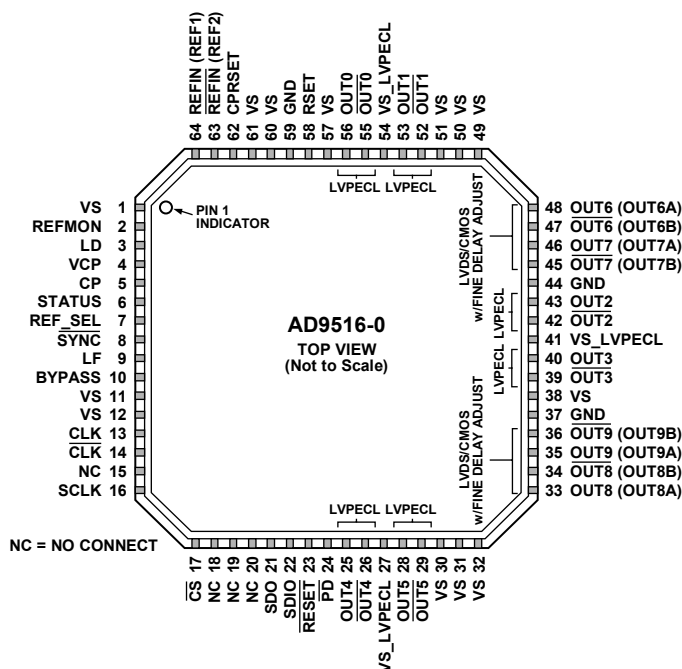 64 REFIN (REF1)
63 REFIN (REF2)
62 CPRSET
61 VS
60 VS
59 GND
58 RSET
57 VS
56 OUT0
55 OUT0
54 VS_LVPECL
53 OUT1
52 OUT1
51 VS
50 VS
49 VS
LVPECL
LVPECL
VS 1
REFMON 2
LD 3
VCP 4
CP 5
STATUS 6
REF_SEL 7
SYNC 8
LF 9
BYPASS 10
VS 11
VS 12
CLK 13
CLK 14
NC 15
SCLK 16
PIN 1
INDICATOR
AD9516-0
TOP VIEW
(Not to Scale)
LVDS/CMOS
w/FINE DELAY ADJUST
LVPECL
LVPECL
LVDS/CMOS
w/FINE DELAY ADJUST
48 OUT6 (OUT6A)
47 OUT6 (OUT6B)
46 OUT7 (OUT7A)
45 OUT7 (OUT7B)
44 GND
43 OUT2
42 OUT2
41 VS_LVPECL
40 OUT3
39 OUT3
38 VS
37 GND
36 OUT9 (OUT9B)
35 OUT9 (OUT9A)
34 OUT8 (OUT8B)
33 OUT8 (OUT8A)
LVPECL
LVPECL
NC = NO CONNECT
CS 17
NC 18
NC 19
NC 20
SDO 21
SDIO 22
RESET 23
PD 24
OUT4 25
OUT4 26
VS_LVPECL 27
OUT5 28
OUT5 29
VS 30
VS 31
VS 32